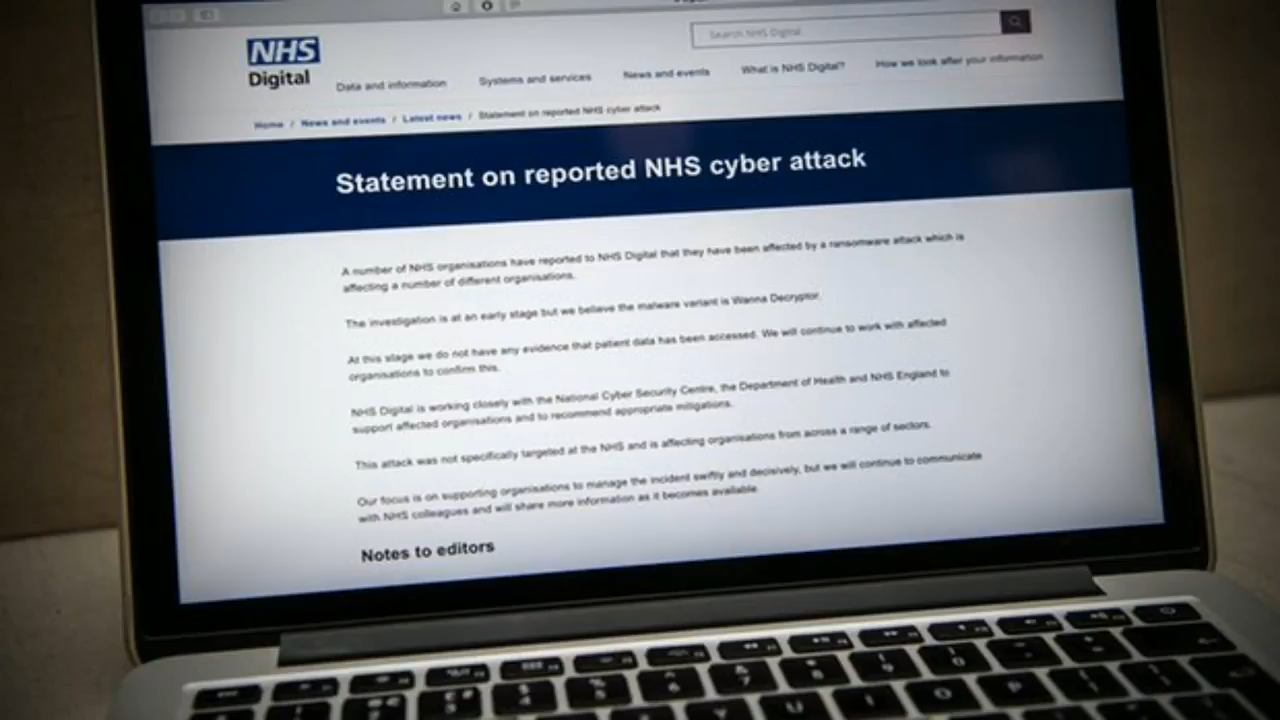 NHS
Digital
Search NHS Digital
Data and information
Systems and services
News and events
What is NHS Digital?
How we look after your information
Home / News and events / Latest news / Statement on reported NHS cyber attack
Statement on reported NHS cyber attack
A number of NHS organisations have reported to NHS Digital that they have been affected by a ransomware attack which is
affecting a number of different organisations.
The investigation is at an early stage but we believe the malware variant is Wanna Decryptor.
At this stage we do not have any evidence that patient data has been accessed. We will continue to work with affected
organisations to confirm this.
NHS Digital is working closely with the National Cyber Security Centre, the Department of Health and NHS England to
support affected organisations and to recommend appropriate mitigations.
This attack was not specifically targeted at the NHS and is affecting organisations from across a range of sectors.
Our focus is on supporting organisations to manage the incident swiftly and decisively, but we will continue to communicate
with NHS colleagues and will share more information as it becomes available.
Notes to editors